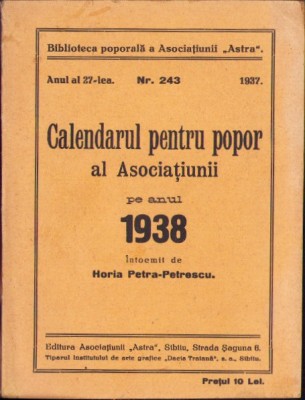 Biblioteca poporală a Asociațiunii „Astra".
Anul al 27-lea. Nr. 243 1937.
Calendarul pentru popor
al Asociațiunii
pe anul
1938
întocmit de
Horia Petra-Petrescu.
Editura Asociațiunii „Astra", Sibiu, Strada Șaguna 6.
Tiparul Institutului de arte grafice „Dacia Traiană", s. a., Sibiu.
Prețul 10 Lei.